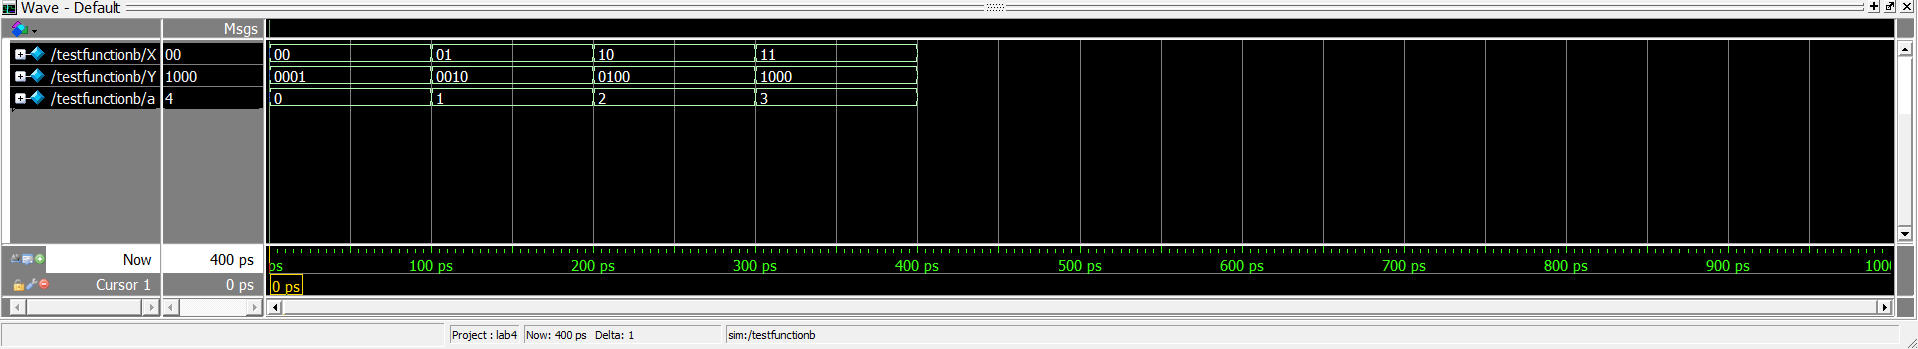 Wave - Default
Msgs
/testfunctionb/X 00 00 01 10 11
/testfunctionb/Y 1000 0001 0010 0100 1000
/testfunctionb/a 4 0 1 2 3
Now 400 ps ps 100 ps 200 ps 300 ps 400 ps 500 ps 600 ps 700 ps 800 ps 900 ps 1000
Cursor 1 0 ps 0 ps
Project : lab4 Now: 400 ps Delta: 1 sim:/testfunctionb